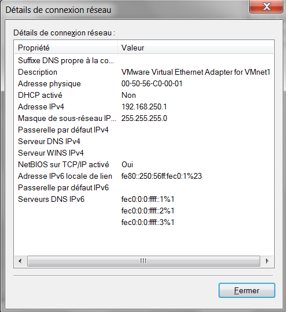 Détails de connexion réseau
Détails de connexion réseau :
Propriété Valeur
Suffixe DNS propre à la co...
Description VMware Virtual Ethernet Adapter for VMnet1
Adresse physique 00-50-56-C0-00-01
DHCP activé Non
Adresse IPv4 192.168.250.1
Masque de sous-réseau IP... 255.255.255.0
Passerelle par défaut IPv4
Serveur DNS IPv4
Serveur WINS IPv4
NetBIOS sur TCP/IP activé Oui
Adresse IPv6 locale de lien fe80::250:56ff:fec0:1%23
Passerelle par défaut IPv6
Serveurs DNS IPv6 fec0:0:0:ffff::1%1
fec0:0:0:ffff::2%1
fec0:0:0:ffff::3%1
Fermer